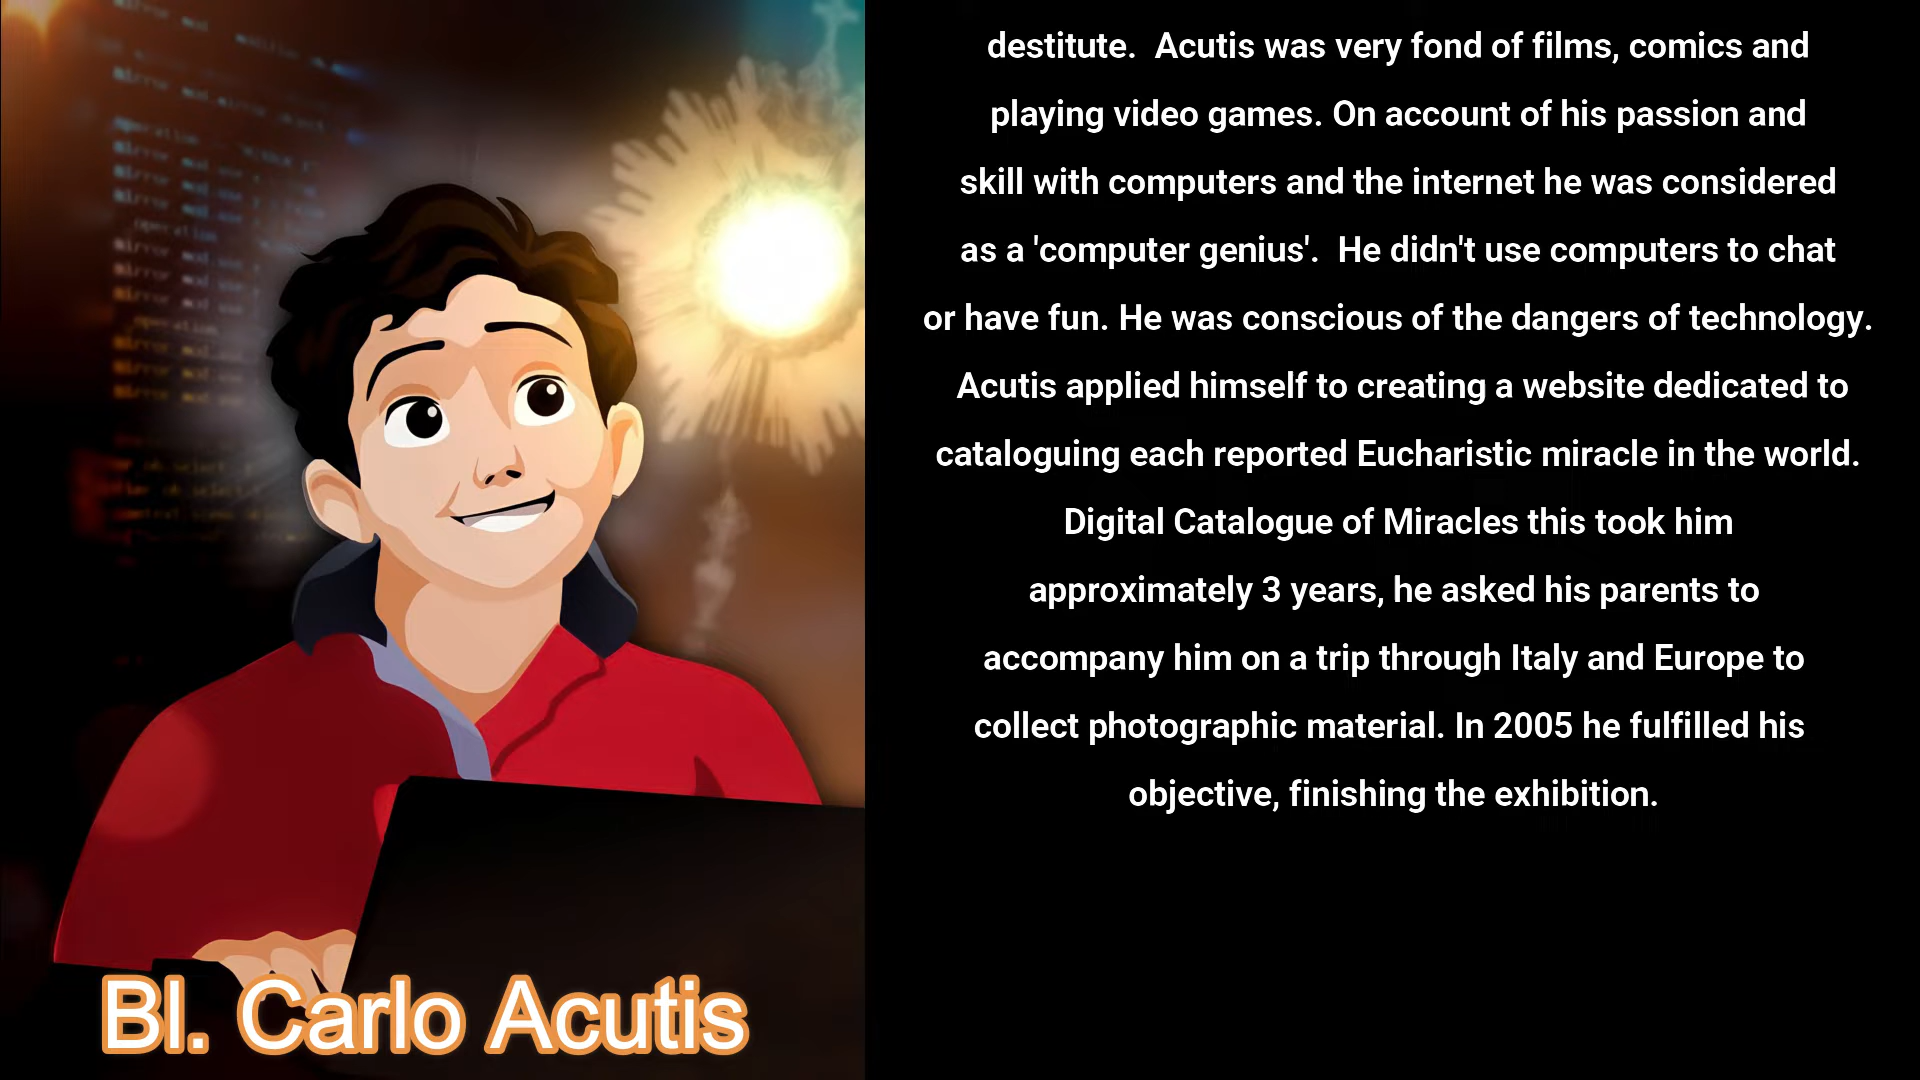 destitute.  Acutis was very fond of films, comics and
playing video games. On account of his passion and
skill with computers and the internet he was considered
as a 'computer genius'.  He didn't use computers to chat
or have fun. He was conscious of the dangers of technology.
Acutis applied himself to creating a website dedicated to
cataloguing each reported Eucharistic miracle in the world.
Digital Catalogue of Miracles this took him
approximately 3 years, he asked his parents to
accompany him on a trip through Italy and Europe to
collect photographic material. In 2005 he fulfilled his
objective, finishing the exhibition.
Bl. Carlo Acutis